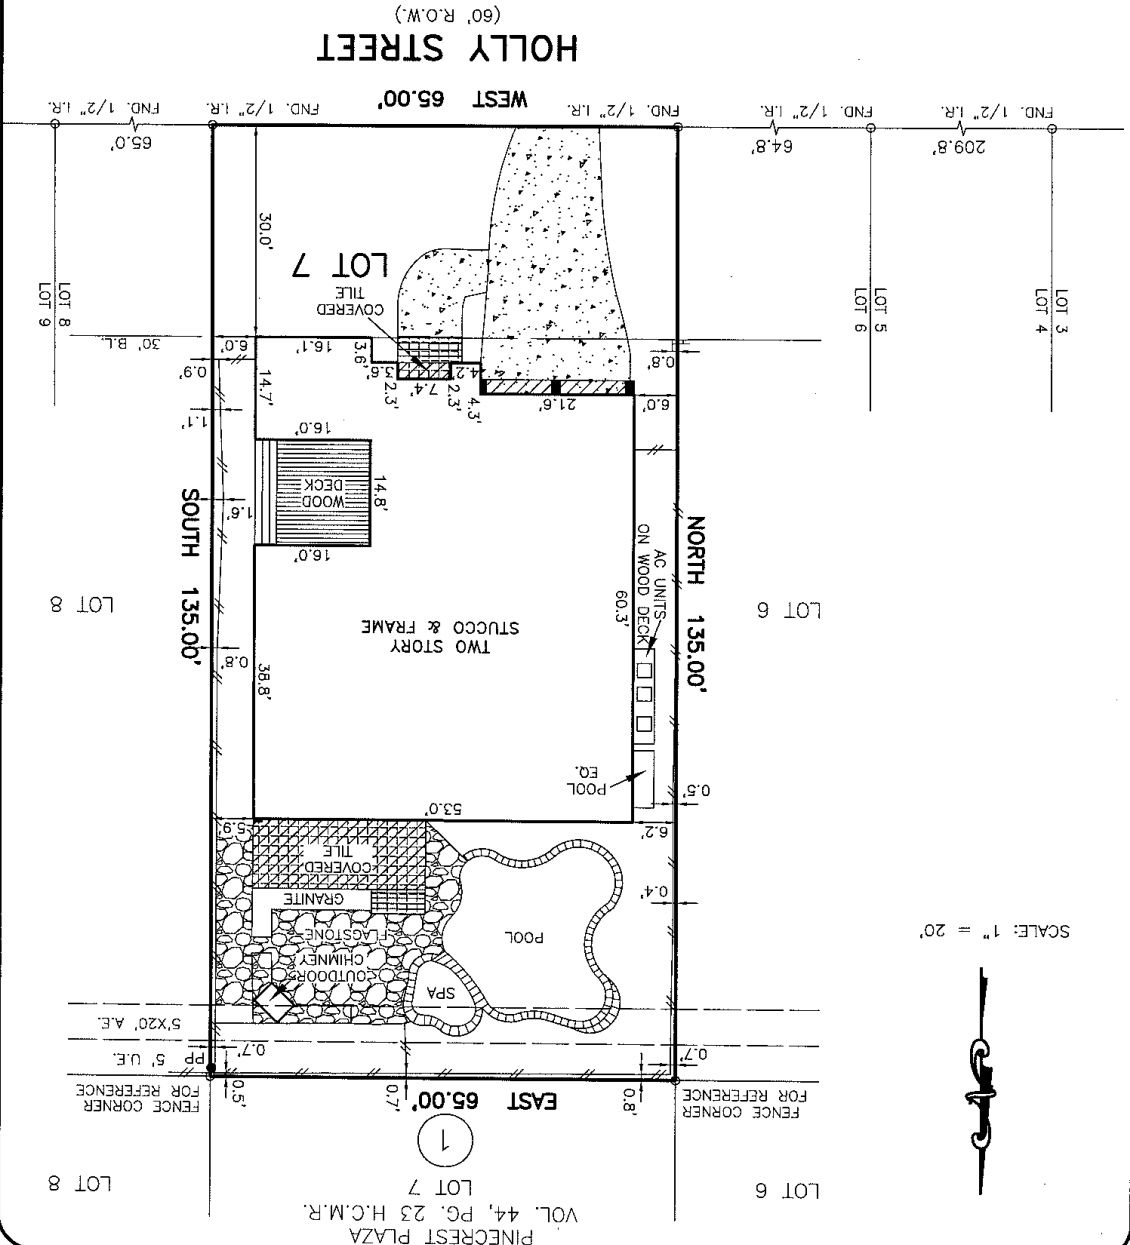 PINECREST PLAZA
VOL. 44, PG. 23 H.C.M.R.
LOT 7
1
LOT 6
LOT 8
EAST 65.00'
FENCE CORNER
FOR REFERENCE
FENCE CORNER
FOR REFERENCE
0.8'
0.7'
0.5'
0.7'
0.7'
PP 5' U.E.
5'X20' A.E.
SPA
OUTDOOR
CHIMNEY
FLAGSTONE
GRANITE
COVERED
TILE
POOL
SCALE: 1" = 20'
0.4'
6.2'
53.0'
5.9'
0.5'
POOL
EQ.
AC UNITS
ON WOOD DECK
60.3'
38.8'
0.8'
NORTH 135.00'
SOUTH 135.00'
LOT 6
LOT 8
TWO STORY
STUCCO & FRAME
16.0'
WOOD
DECK
14.8'
16.0'
1.6'
1.1'
0.9'
14.7'
6.0'
21.6'
4.3'
4.2'
2.3'
7.4'
2.3'
3.6'
3.6'
16.1'
6.0'
0.8'
30' B.L.
COVERED
TILE
LOT 7
30.0'
LOT 3
LOT 4
LOT 5
LOT 6
LOT 8
LOT 9
209.8'
64.8'
65.0'
FND. 1/2" I.R.
FND. 1/2" I.R.
FND. 1/2" I.R.
FND. 1/2" I.R.
FND. 1/2" I.R.
WEST 65.00'
HOLLY STREET
(60' R.O.W.)